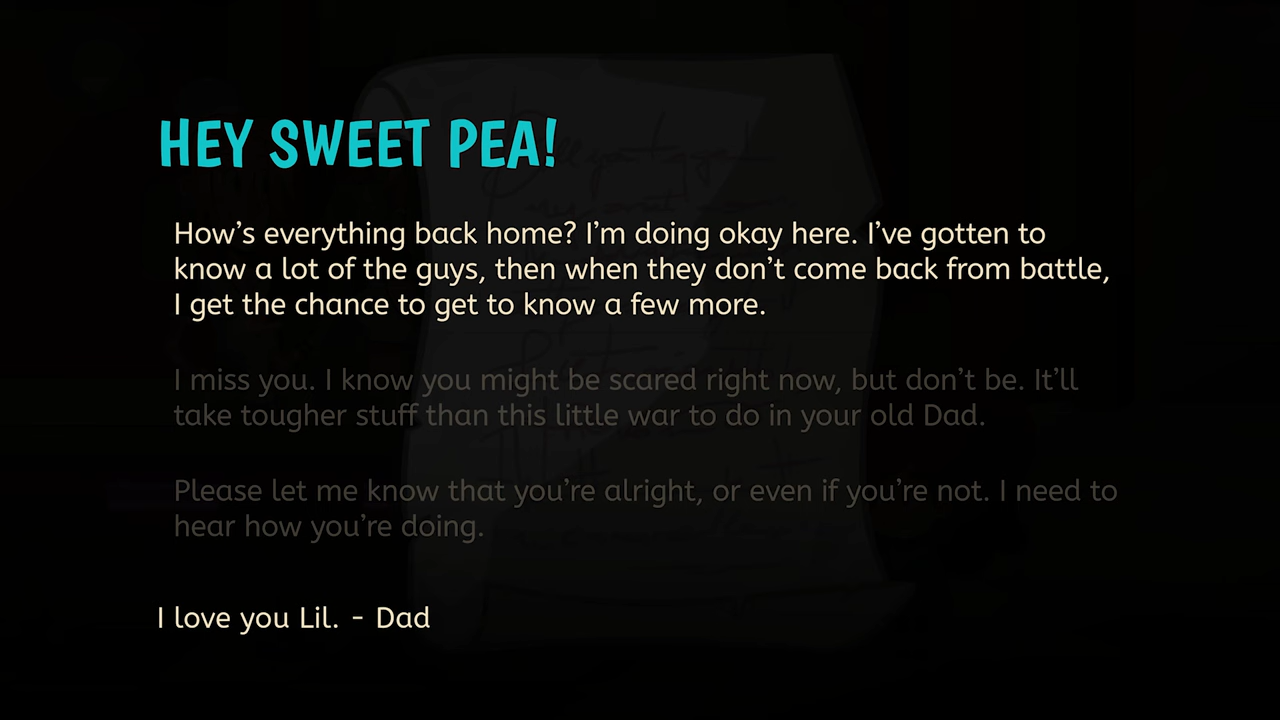 HEY SWEET PEA!
How's everything back home? I'm doing okay here. I've gotten to
know a lot of the guys, then when they don't come back from battle,
I get the chance to get to know a few more.
I miss you. I know you might be scared right now, but don't be. It'll
take tougher stuff than this little war to do in your old Dad.
Please let me know that you're alright, or even if you're not. I need to
hear how you're doing.
I love you Lil. - Dad